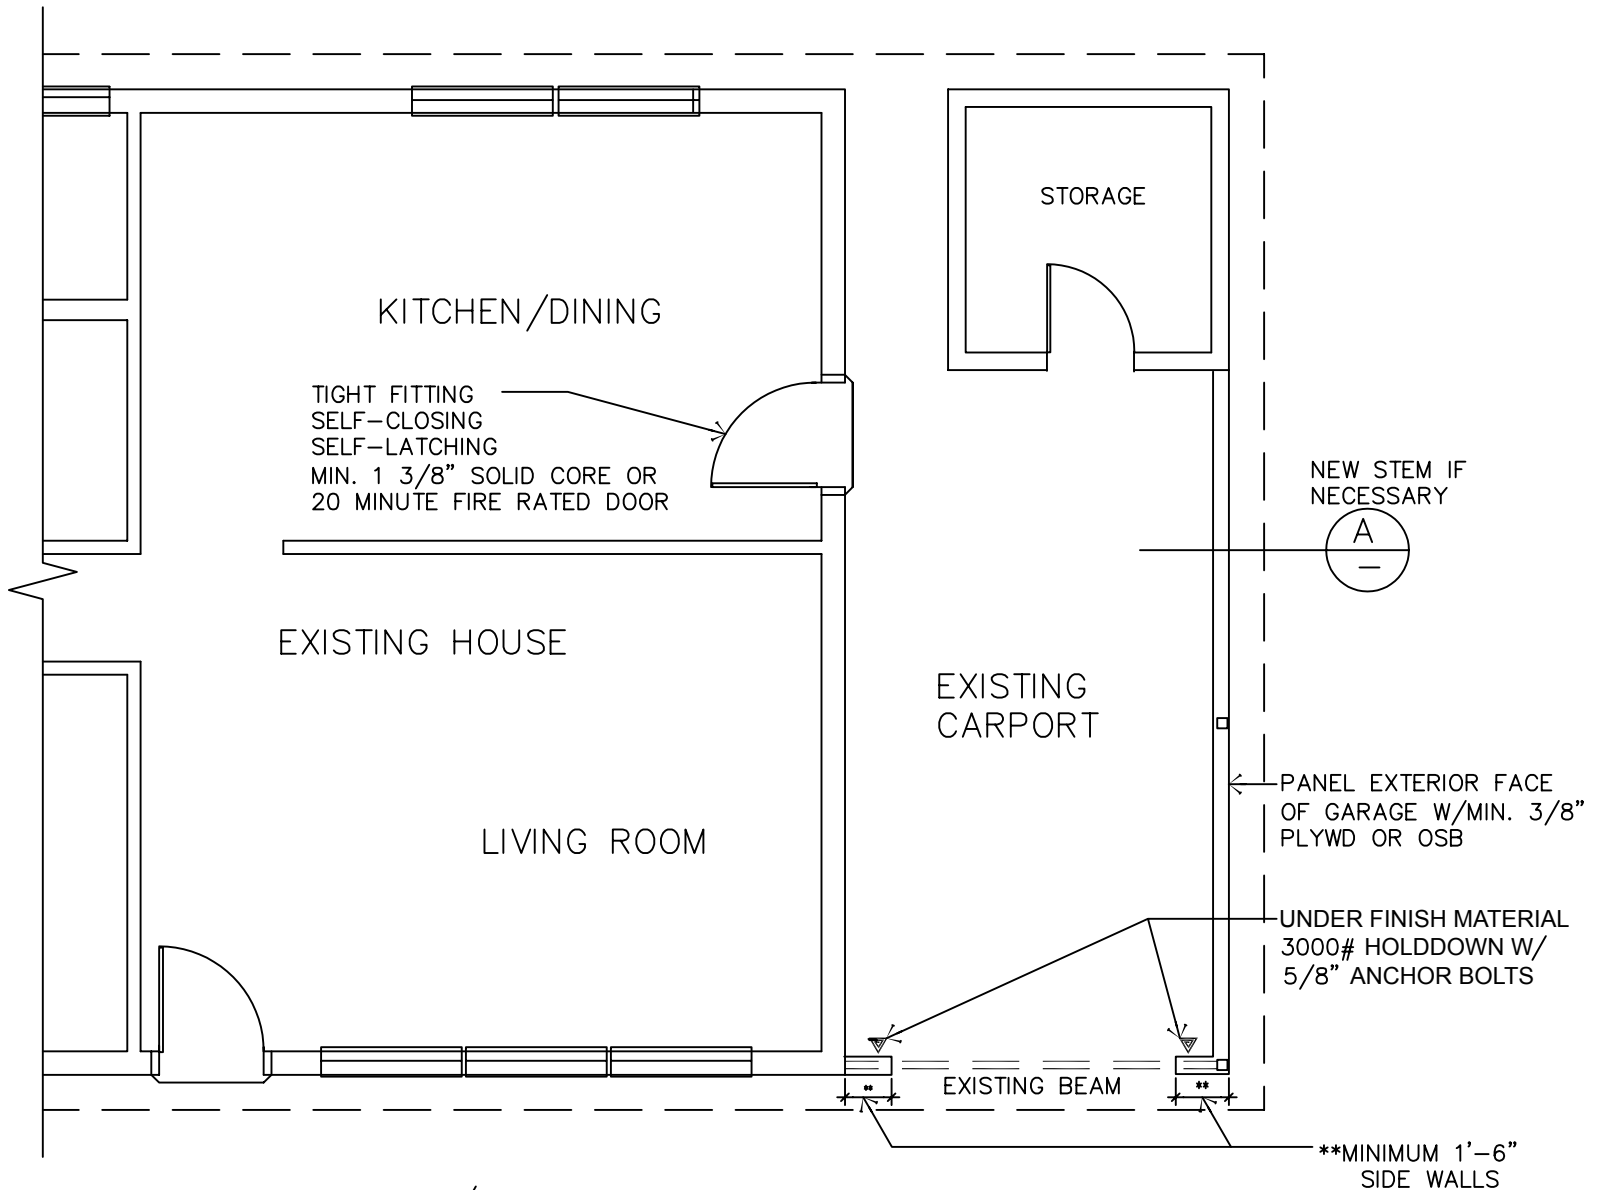 STORAGE
KITCHEN/DINING
TIGHT FITTING
SELF-CLOSING
SELF-LATCHING
MIN. 1 3/8" SOLID CORE OR
20 MINUTE FIRE RATED DOOR
NEW STEM IF
NECESSARY
A
-
EXISTING HOUSE
EXISTING
CARPORT
PANEL EXTERIOR FACE
OF GARAGE W/MIN. 3/8"
PLYWD OR OSB
LIVING ROOM
UNDER FINISH MATERIAL
3000# HOLDDOWN W/
5/8" ANCHOR BOLTS
EXISTING BEAM
**
**
**MINIMUM 1'-6"
SIDE WALLS